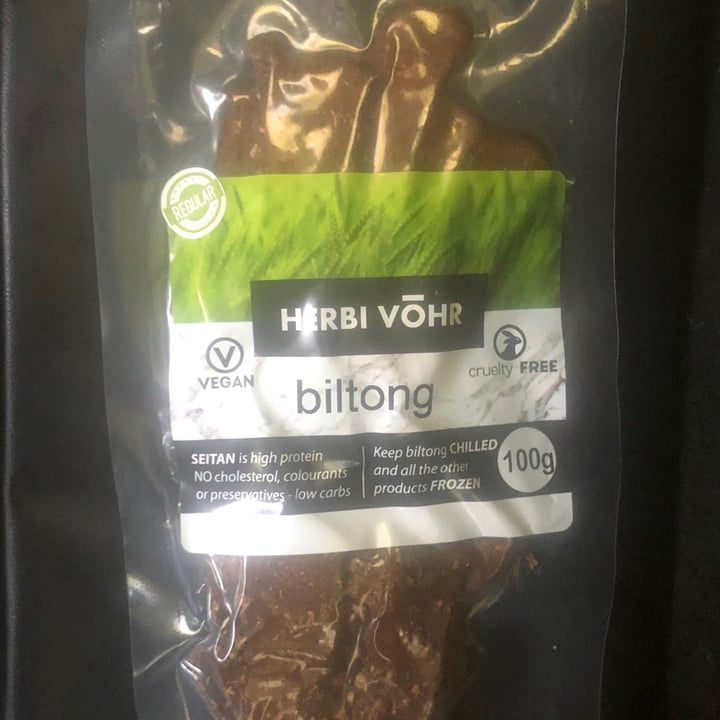 REGULAR
HERBI VŌHR
V
VEGAN
cruelty FREE
biltong
SEITAN is high protein
NO cholesterol, colourants
or preservatives - low carbs
Keep biltong CHILLED
and all the other
products FROZEN
100g